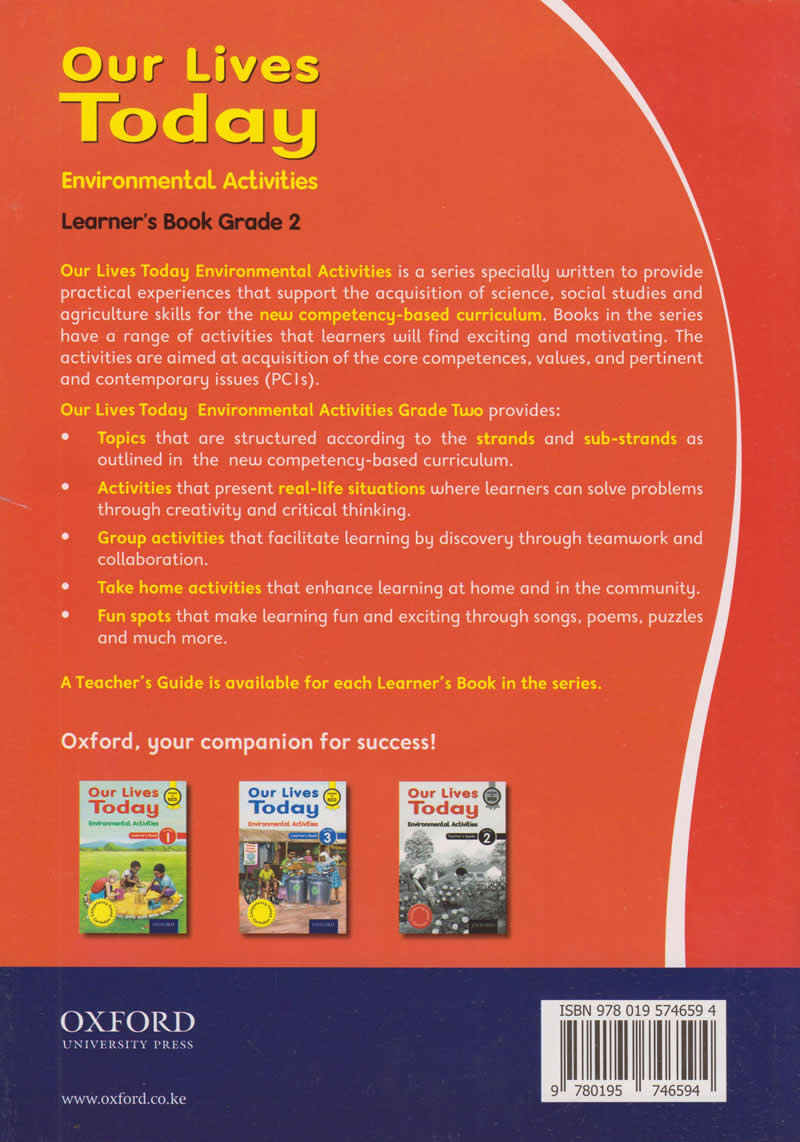 Our Lives
Today
Environmental Activities
Learner's Book Grade 2
Our Lives Today Environmental Activities is a series specially written to provide
practical experiences that support the acquisition of science, social studies and
agriculture skills for the new competency-based curriculum. Books in the series
have a range of activities that learners will find exciting and motivating. The
activities are aimed at acquisition of the core competences, values, and pertinent
and contemporary issues (PCIs).
Our Lives Today Environmental Activities Grade Two provides:
• Topics that are structured according to the strands and sub-strands as
outlined in the new competency-based curriculum.
• Activities that present real-life situations where learners can solve problems
through creativity and critical thinking.
• Group activities that facilitate learning by discovery through teamwork and
collaboration.
• Take home activities that enhance learning at home and in the community.
• Fun spots that make learning fun and exciting through songs, poems, puzzles
and much more.
A Teacher's Guide is available for each Learner's Book in the series.
Oxford, your companion for success!
Our Lives
Today
Environmental Activities
Learner's Book 1
OXFORD
Our Lives
Today
Environmental Activities
Learner's Book 3
OXFORD
Our Lives
Today
Environmental Activities
Teacher's Guide 2
OXFORD
OXFORD
UNIVERSITY PRESS
www.oxford.co.ke
ISBN 978 019 574659 4
9 780195 746594